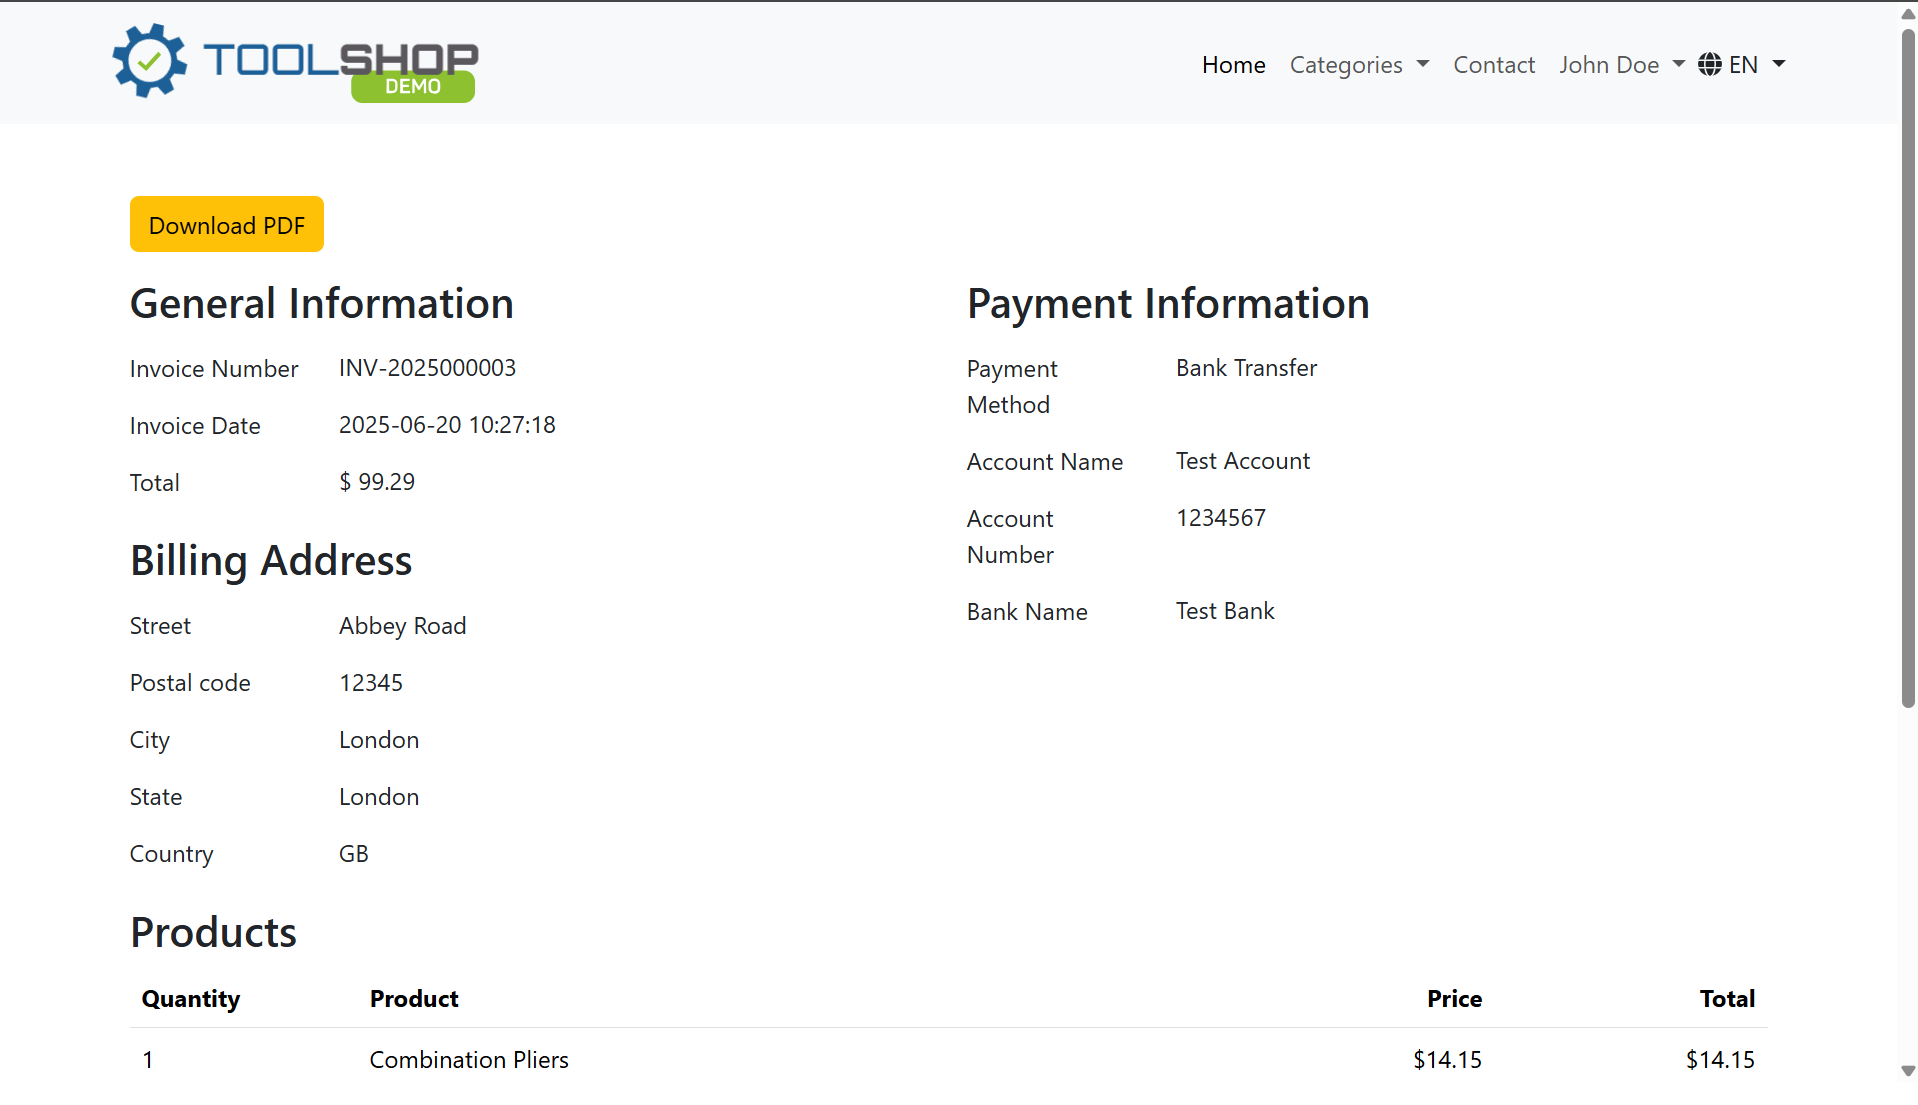 TOOLSHOP
DEMO
Home Categories Contact John Doe EN
Download PDF
General Information
Invoice Number INV-2025000003
Invoice Date 2025-06-20 10:27:18
Total $ 99.29
Billing Address
Street Abbey Road
Postal code 12345
City London
State London
Country GB
Payment Information
Payment
Method Bank Transfer
Account Name Test Account
Account
Number 1234567
Bank Name Test Bank
Products
Quantity Product Price Total
1 Combination Pliers $14.15 $14.15